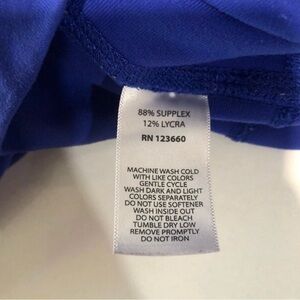 88% SUPPLEX
12% LYCRA
RN 123660
MACHINE WASH COLD
WITH LIKE COLORS
GENTLE CYCLE
WASH DARK AND LIGHT
COLORS SEPARATELY
DO NOT USE SOFTENER
WASH INSIDE OUT
DO NOT BLEACH
TUMBLE DRY LOW
REMOVE PROMPTLY
DO NOT IRON